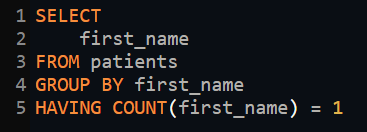 1 SELECT
2     first_name
3 FROM patients
4 GROUP BY first_name
5 HAVING COUNT(first_name) = 1